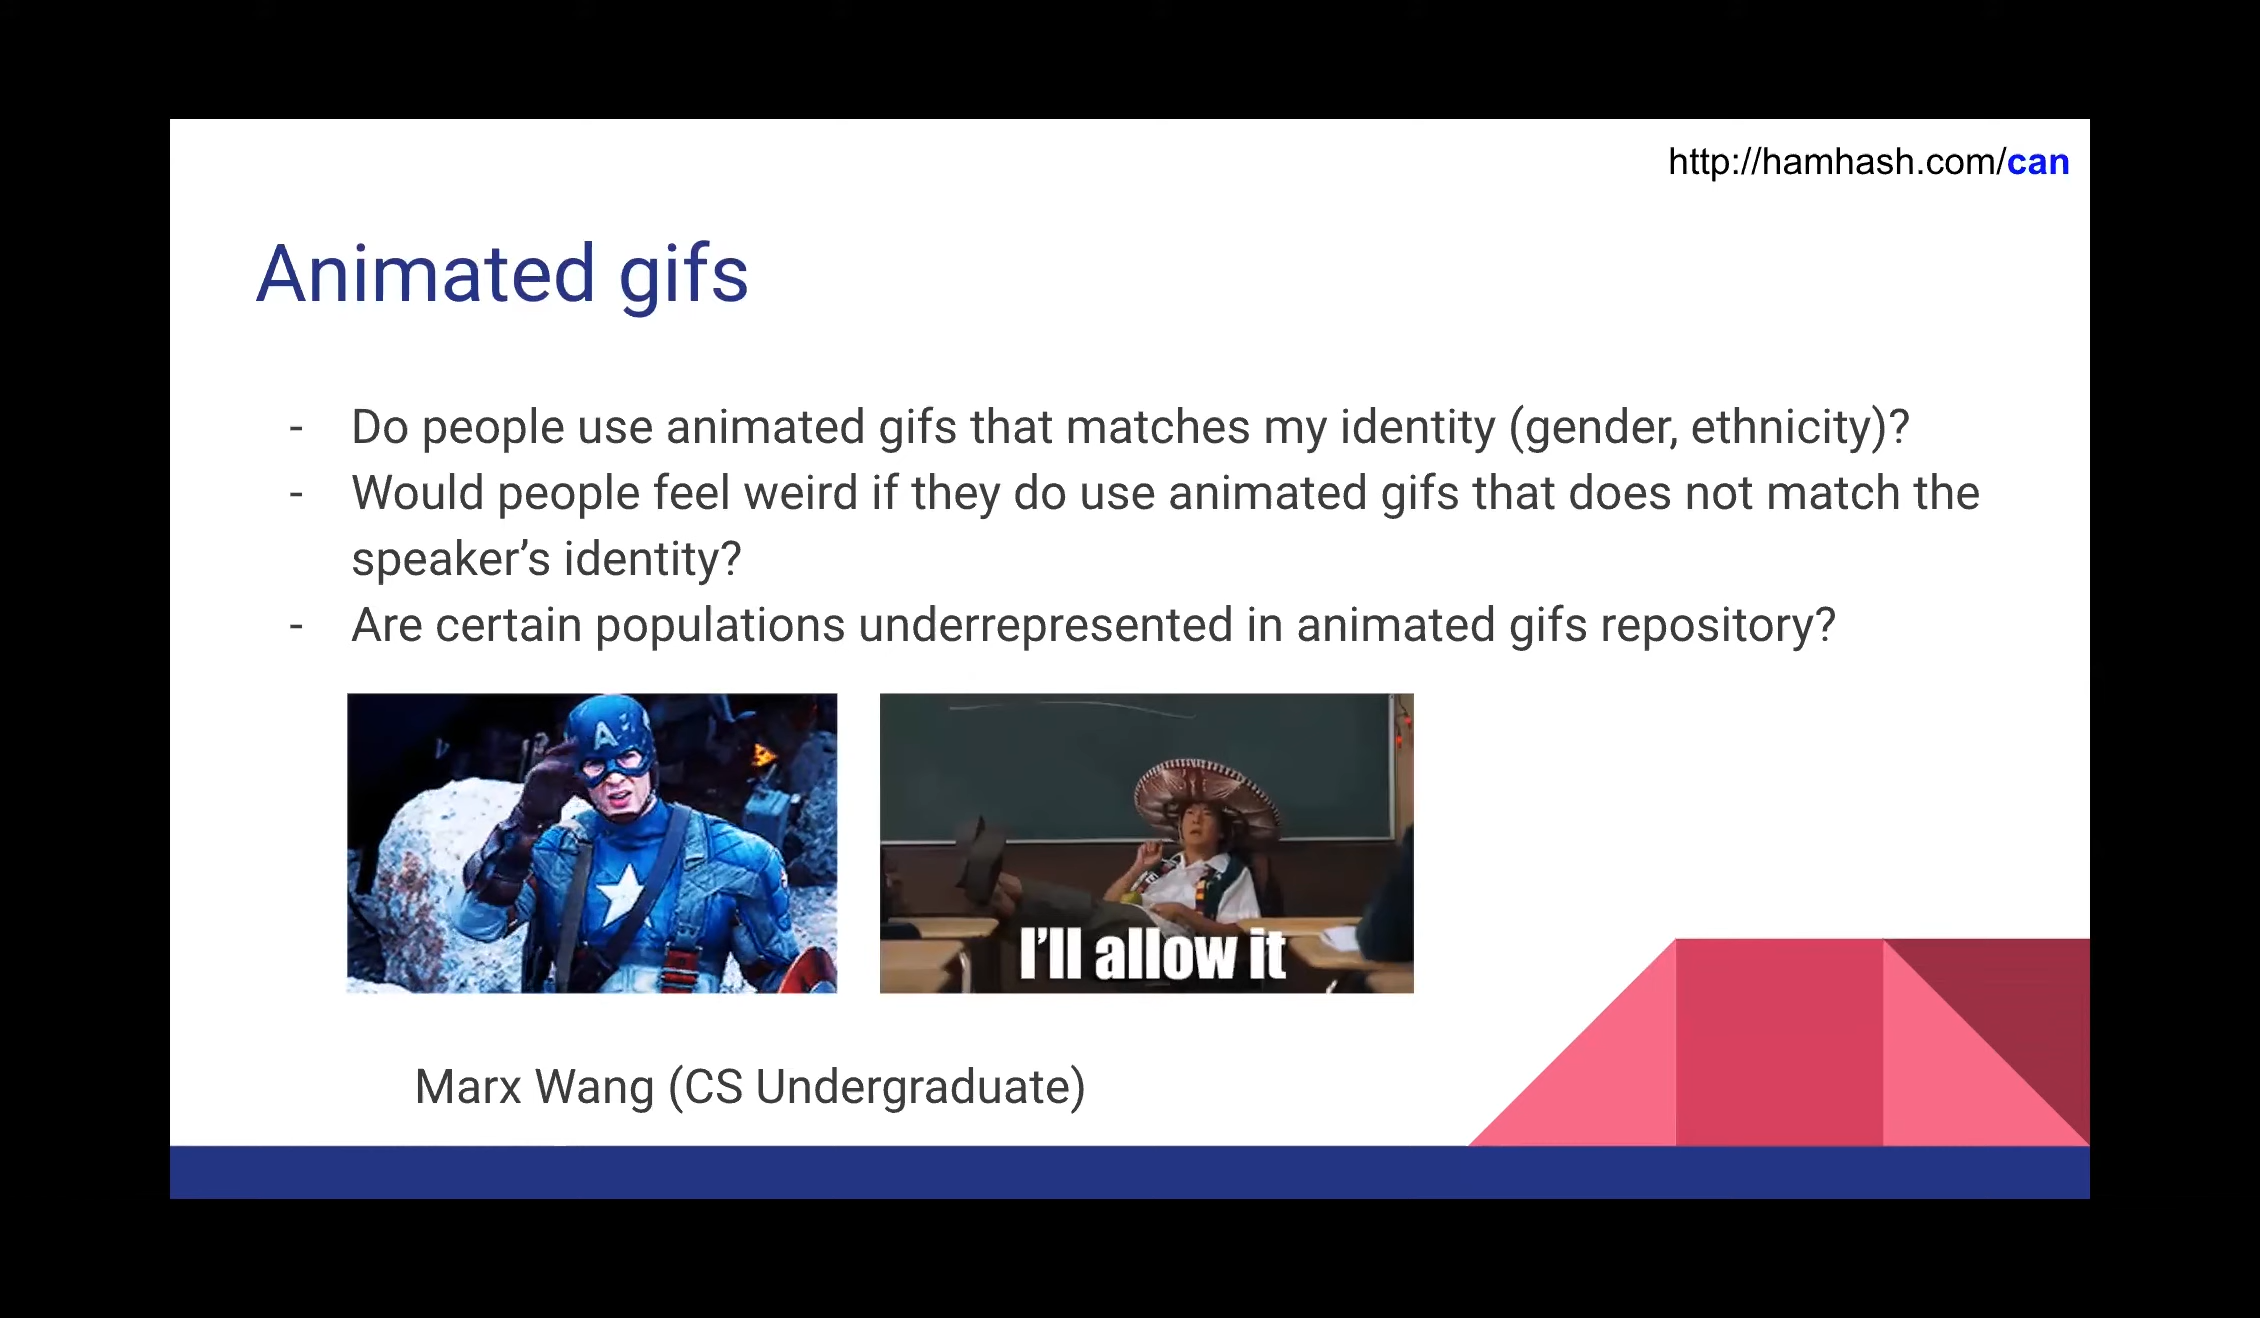 http://hamhash.com/can
Animated gifs
- Do people use animated gifs that matches my identity (gender, ethnicity)?
- Would people feel weird if they do use animated gifs that does not match the
speaker’s identity?
- Are certain populations underrepresented in animated gifs repository?
A
I’ll allow it
Marx Wang (CS Undergraduate)